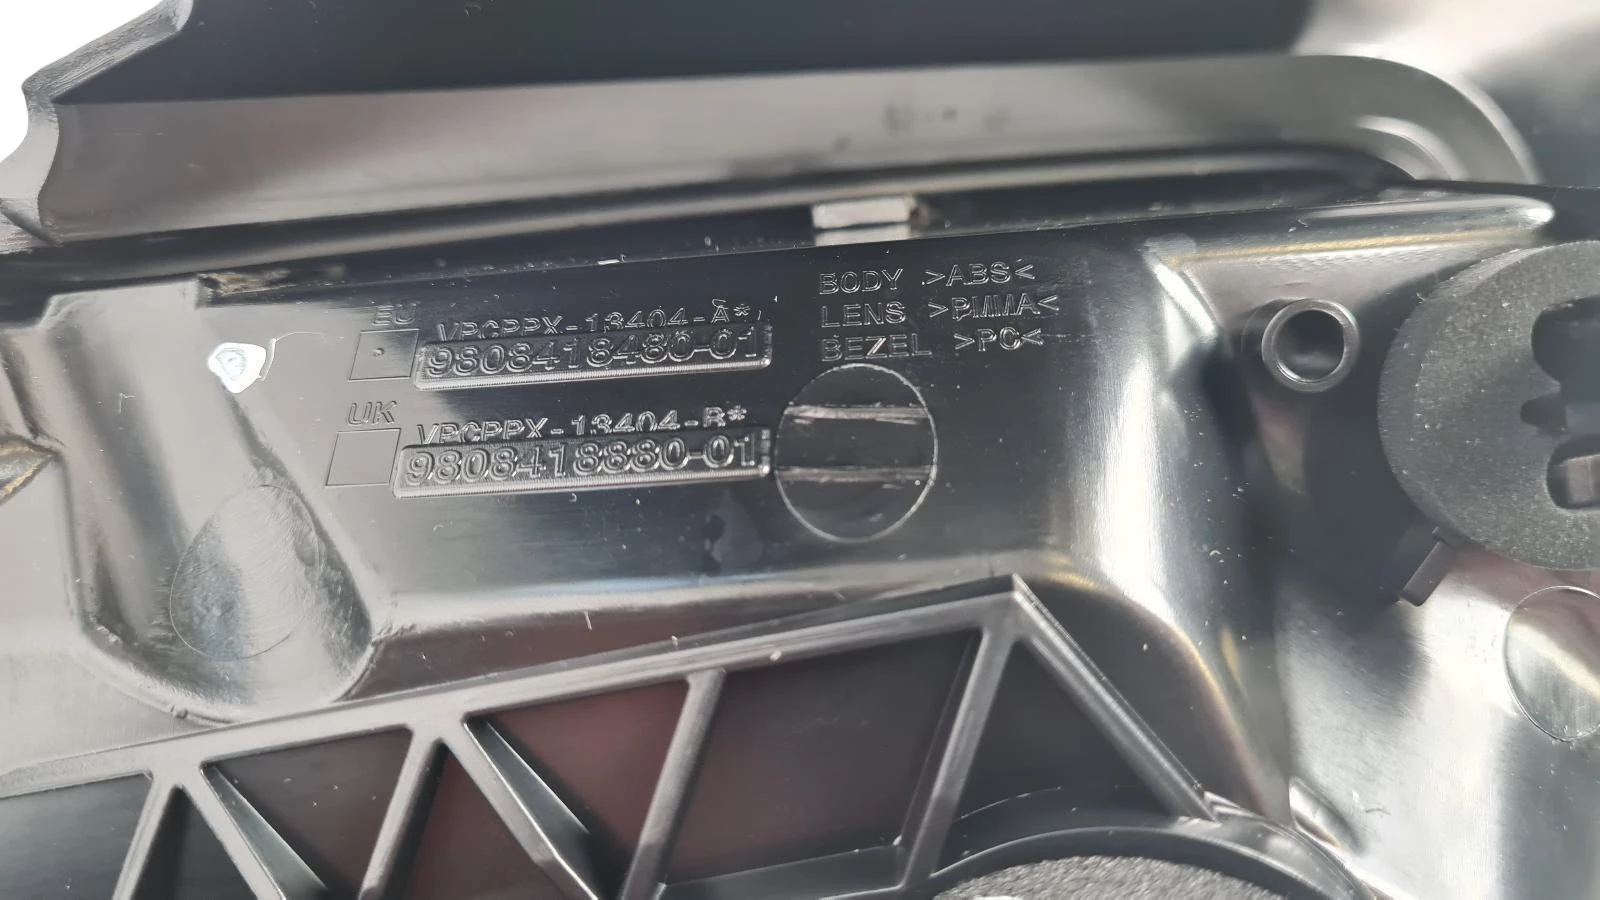 EU
VPCPPX-13404-A*
9808418480-01
UK
VPCPPX-13404-B*
9808418880-01
BODY >ABS<
LENS >PMMA<
BEZEL >PC<